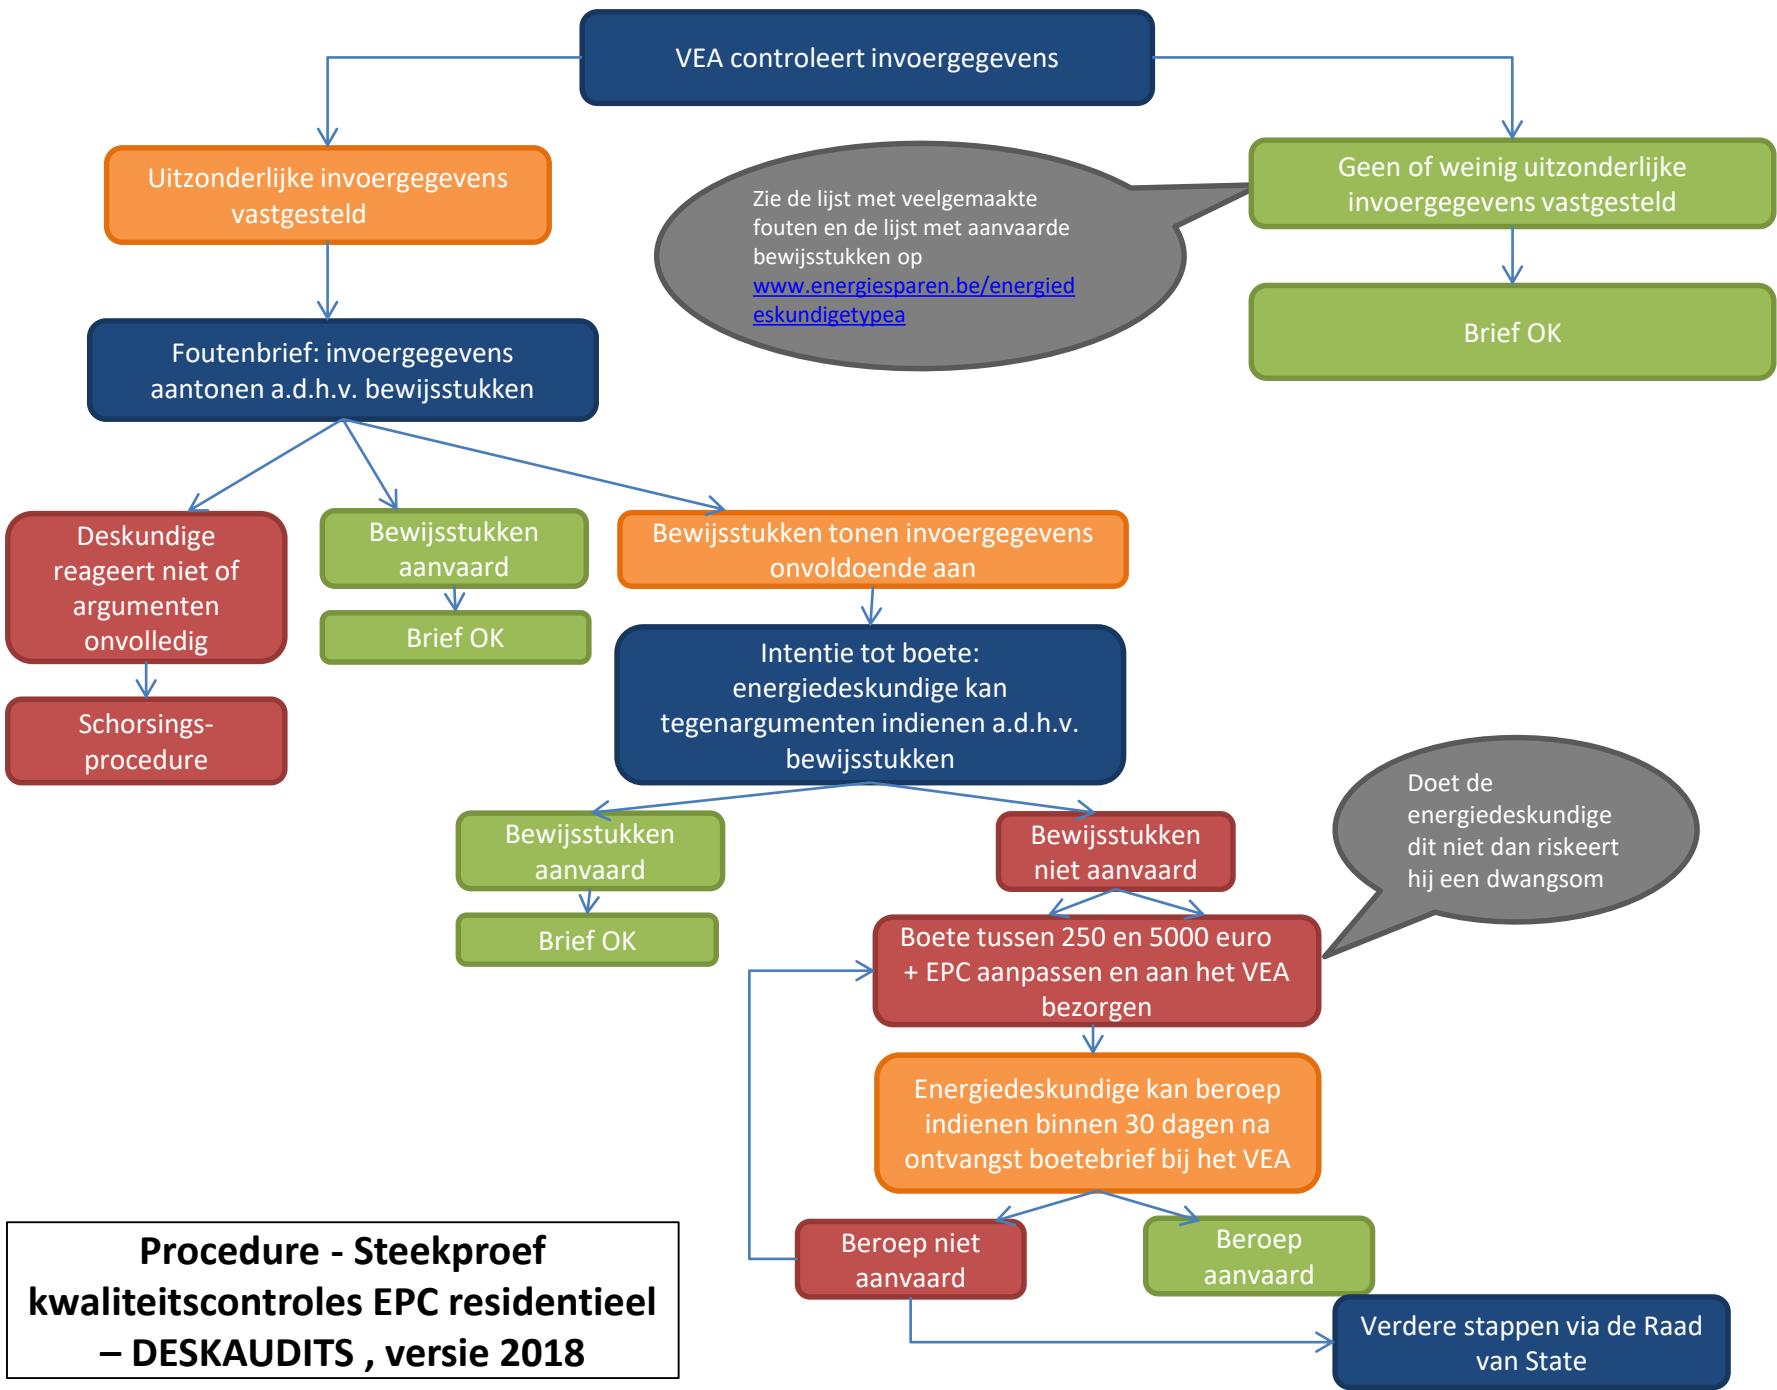 VEA controleert invoergegevens
Uitzonderlijke invoergegevens
vastgesteld
Zie de lijst met veelgemaakte
fouten en de lijst met aanvaarde
bewijsstukken op
www.energiesparen.be/energied
eskundigetypea
Geen of weinig uitzonderlijke
invoergegevens vastgesteld
Brief OK
Foutenbrief: invoergegevens
aantonen a.d.h.v. bewijsstukken
Deskundige
reageert niet of
argumenten
onvolledig
Bewijsstukken
aanvaard
Bewijsstukken tonen invoergegevens
onvoldoende aan
Brief OK
Schorsings-
procedure
Intentie tot boete:
energiedeskundige kan
tegenargumenten indienen a.d.h.v.
bewijsstukken
Bewijsstukken
aanvaard
Bewijsstukken
niet aanvaard
Doet de
energiedeskundige
dit niet dan riskeert
hij een dwangsom
Brief OK
Boete tussen 250 en 5000 euro
+ EPC aanpassen en aan het VEA
bezorgen
Energiedeskundige kan beroep
indienen binnen 30 dagen na
ontvangst boetebrief bij het VEA
Beroep niet
aanvaard
Beroep
aanvaard
Verdere stappen via de Raad
van State
Procedure - Steekproef
kwaliteitscontroles EPC residentieel
– DESKAUDITS , versie 2018